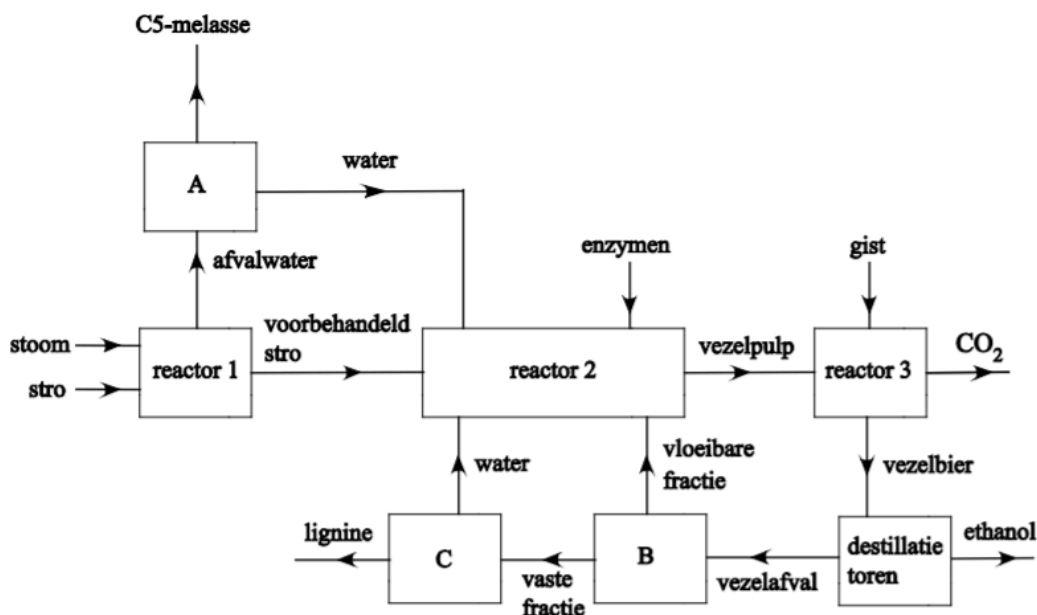 C5-melasse
A
water
afvalwater
enzymen
gist
stoom
stro
reactor 1
voorbehandeld
stro
reactor 2
vezelpulp
reactor 3
CO₂
water
vloeibare
fractie
vezelbier
lignine
C
vaste
fractie
B
vezelafval
destillatie
toren
ethanol